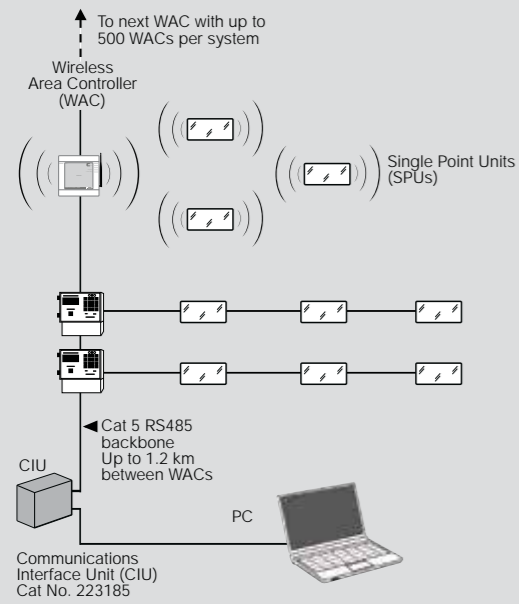 To next WAC with up to
500 WACs per system
Wireless
Area Controller
(WAC)
Single Point Units
(SPUs)
Cat 5 RS485
backbone
Up to 1.2 km
between WACs
CIU
PC
Communications
Interface Unit (CIU)
Cat No. 223185